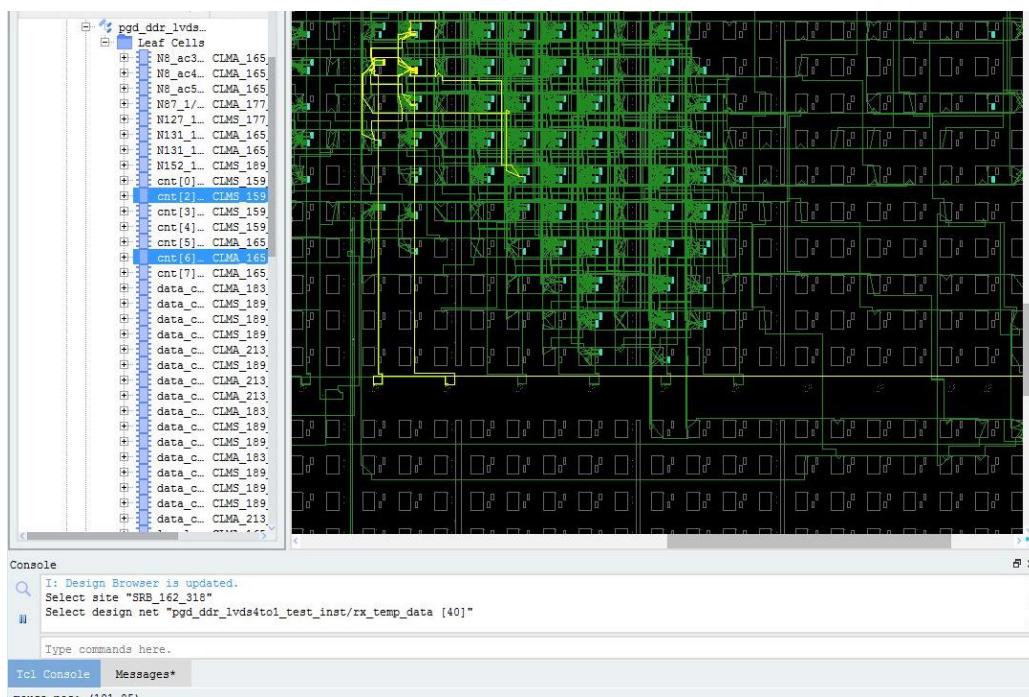 pgd_ddr_lvds…
Leaf Cells
N8_ac3… CLMA_165
N8_ac4… CLMA_165
N8_ac5… CLMA_165
N87_1/… CLMA_177
N127_1… CLMS_177
N131_1… CLMA_165
N131_1… CLMA_165
N152_1… CLMS_189
cnt[0]… CLMS_159
cnt[2]… CLMS_159
cnt[3]… CLMS_159
cnt[4]… CLMS_159
cnt[5]… CLMA_165
cnt[6]… CLMA_165
cnt[7]… CLMA_165
data_c… CLMA_183
data_c… CLMS_189
data_c… CLMS_189
data_c… CLMS_189
data_c… CLMA_213
data_c… CLMS_189
data_c… CLMA_213
data_c… CLMA_213
data_c… CLMA_183
data_c… CLMS_189
data_c… CLMS_189
data_c… CLMA_183
data_c… CLMS_189
data_c… CLMS_189
data_c… CLMS_189
data_c… CLMA_213
Console
I: Design Browser is updated.
Select site "SRB_162_318"
Select design net "pgd_ddr_lvds4to1_test_inst/rx_temp_data [40]"
Type commands here.
Tcl Console Messages*